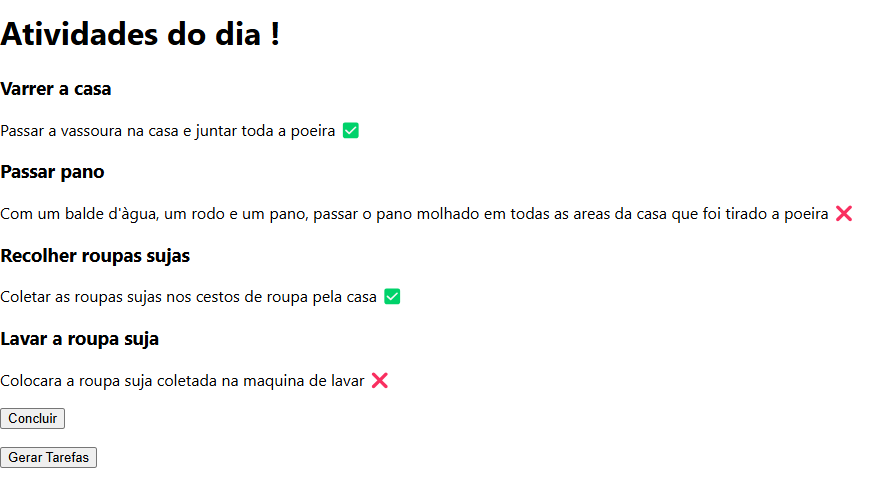 Atividades do dia !
Varrer a casa
Passar a vassoura na casa e juntar toda a poeira ✅
Passar pano
Com um balde d'àgua, um rodo e um pano, passar o pano molhado em todas as areas da casa que foi tirado a poeira ❌
Recolher roupas sujas
Coletar as roupas sujas nos cestos de roupa pela casa ✅
Lavar a roupa suja
Colocara a roupa suja coletada na maquina de lavar ❌
Concluir
Gerar Tarefas